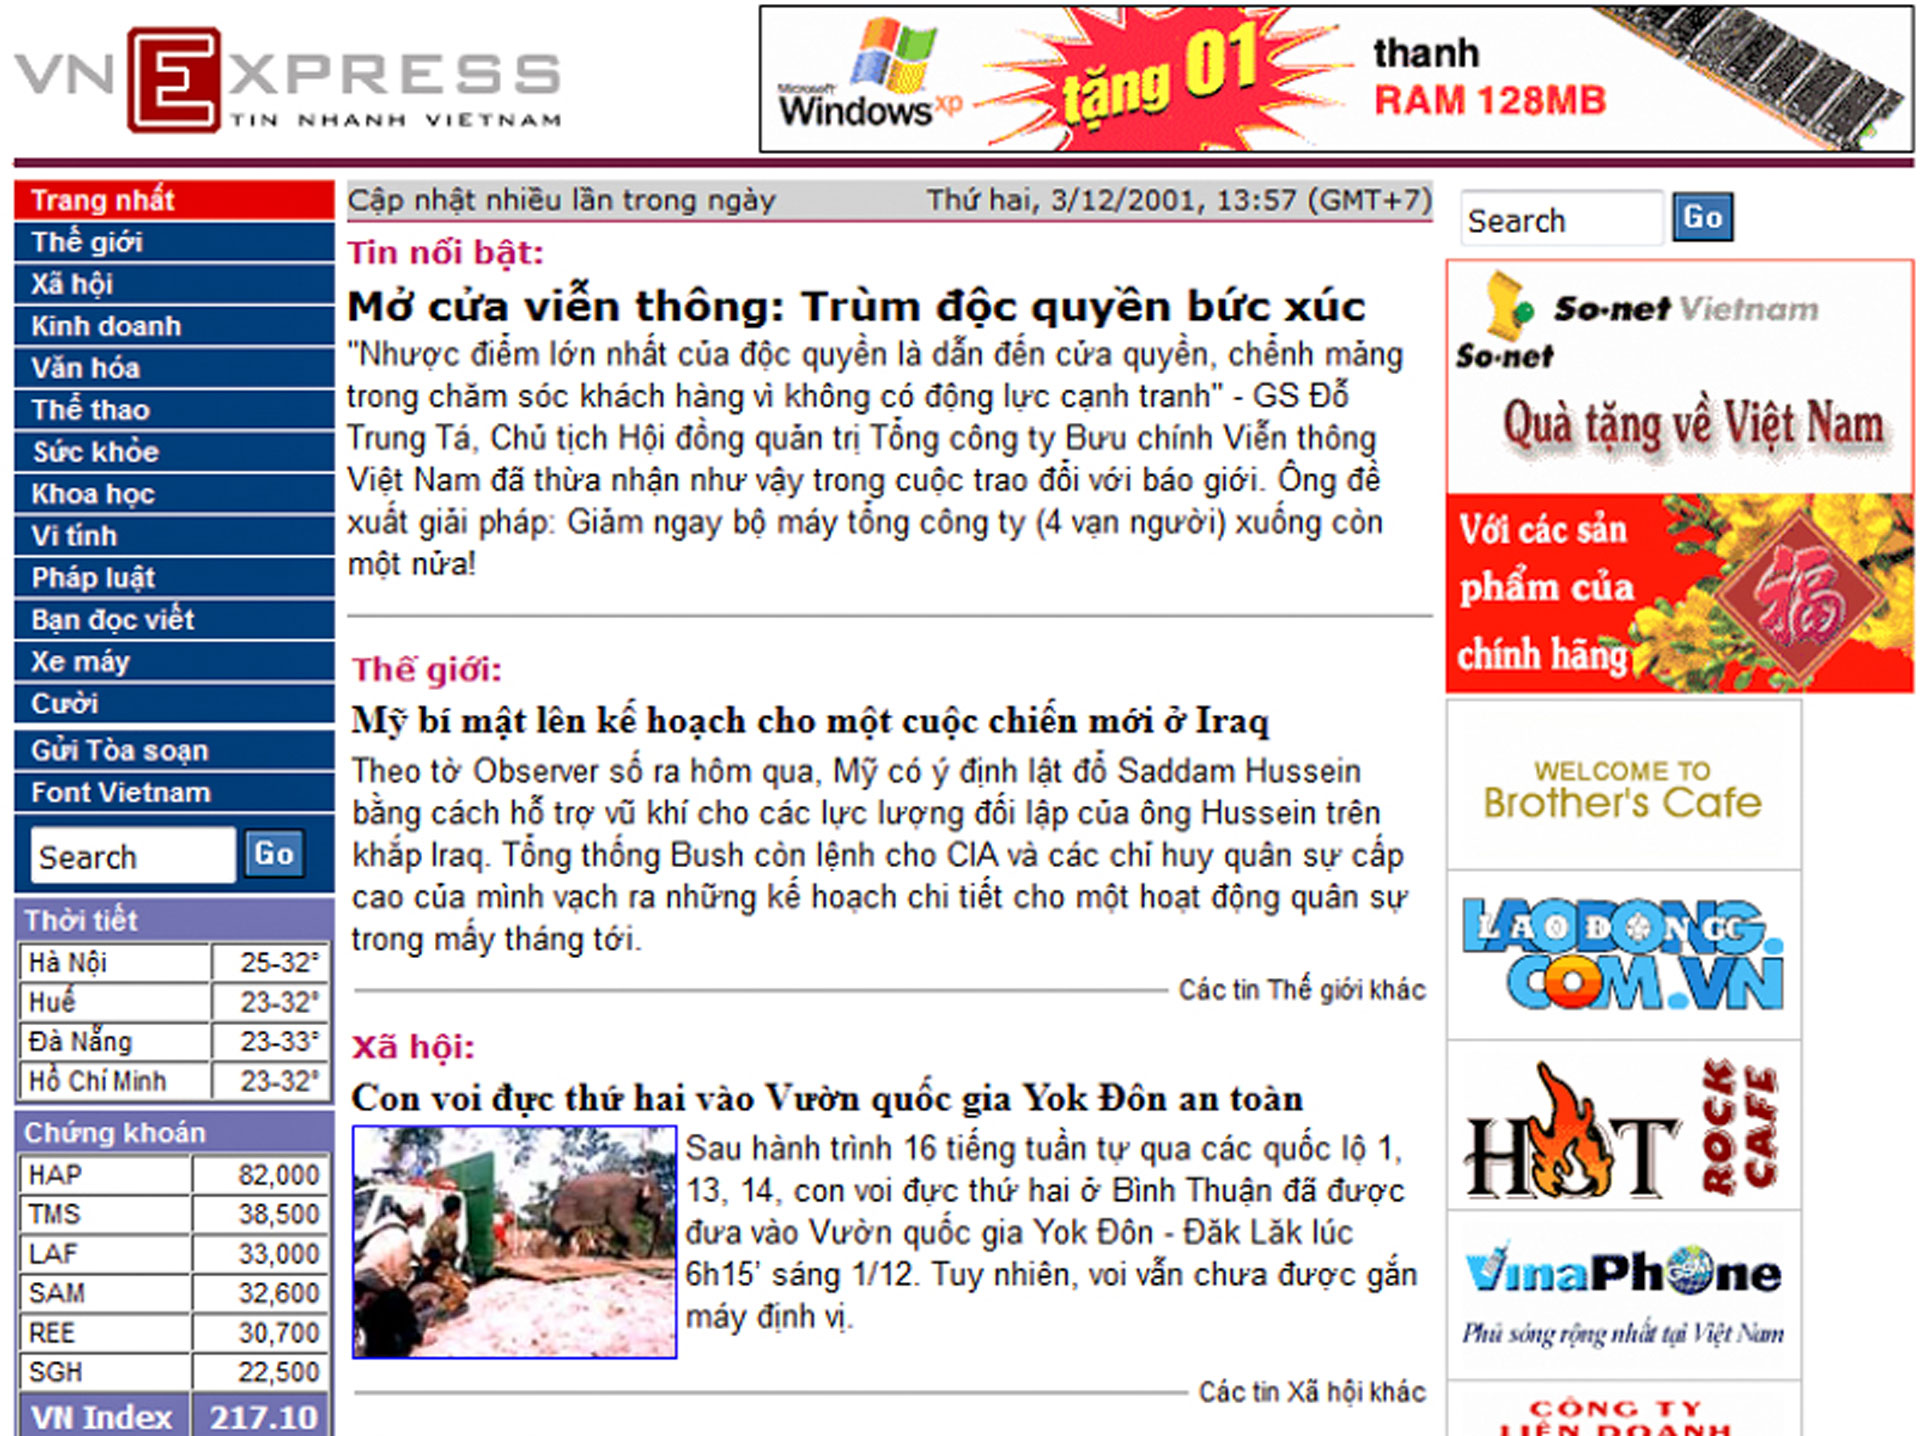 VNEXPRESS
TIN NHANH VIETNAM
Microsoft
Windows xp
tặng 01
thanh
RAM 128MB
Trang nhất
Thế giới
Xã hội
Kinh doanh
Văn hóa
Thể thao
Sức khỏe
Khoa học
Vi tính
Pháp luật
Bạn đọc viết
Xe máy
Cười
Gửi Tòa soạn
Font Vietnam
Search Go
Thời tiết
Hà Nội 25-32°
Huế 23-32°
Đà Nẵng 23-33°
Hồ Chí Minh 23-32°
Chứng khoán
HAP 82,000
TMS 38,500
LAF 33,000
SAM 32,600
REE 30,700
SGH 22,500
VN Index 217.10
Cập nhật nhiều lần trong ngày Thứ hai, 3/12/2001, 13:57 (GMT+7)
Tin nổi bật:
Mở cửa viễn thông: Trùm độc quyền bức xúc
"Nhược điểm lớn nhất của độc quyền là dẫn đến cửa quyền, chểnh mảng
trong chăm sóc khách hàng vì không có động lực cạnh tranh" - GS Đỗ
Trung Tá, Chủ tịch Hội đồng quản trị Tổng công ty Bưu chính Viễn thông
Việt Nam đã thừa nhận như vậy trong cuộc trao đổi với báo giới. Ông đề
xuất giải pháp: Giảm ngay bộ máy tổng công ty (4 vạn người) xuống còn
một nửa!
Thế giới:
Mỹ bí mật lên kế hoạch cho một cuộc chiến mới ở Iraq
Theo tờ Observer số ra hôm qua, Mỹ có ý định lật đổ Saddam Hussein
bằng cách hỗ trợ vũ khí cho các lực lượng đối lập của ông Hussein trên
khắp Iraq. Tổng thống Bush còn lệnh cho CIA và các chỉ huy quân sự cấp
cao của mình vạch ra những kế hoạch chi tiết cho một hoạt động quân sự
trong mấy tháng tới.
Các tin Thế giới khác
Xã hội:
Con voi đực thứ hai vào Vườn quốc gia Yok Đôn an toàn
Sau hành trình 16 tiếng tuần tự qua các quốc lộ 1,
13, 14, con voi đực thứ hai ở Bình Thuận đã được
đưa vào Vườn quốc gia Yok Đôn - Đăk Lăk lúc
6h15' sáng 1/12. Tuy nhiên, voi vẫn chưa được gắn
máy định vị.
Các tin Xã hội khác
Search Go
So-net Vietnam
So-net
Quà tặng về Việt Nam
Với các sản
phẩm của
chính hãng
福
WELCOME TO
Brother's Cafe
LAODONG.
LAO ĐỘNG
COM.VN
HOT
ROCK
CAFE
VinaPhone
GSM
Phủ sóng rộng nhất tại Việt Nam
CÔNG TY
LIÊN DOANH